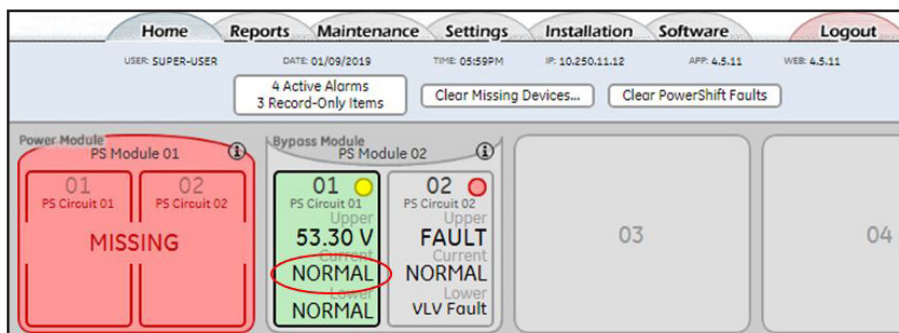 Home Reports Maintenance Settings Installation Software Logout
USER: SUPER-USER DATE: 01/09/2019 TIME: 05:59PM IP: 10.250.11.12 APP: 4.5.11 WEB: 4.5.11
4 Active Alarms
3 Record-Only Items
Clear Missing Devices...
Clear PowerShift Faults
Power Module
PS Module 01
i
01
PS Circuit 01
02
PS Circuit 02
MISSING
Bypass Module
PS Module 02
i
01
PS Circuit 01
Upper
53.30 V
Current
NORMAL
Lower
NORMAL
02
PS Circuit 02
Upper
FAULT
Current
NORMAL
Lower
VLV Fault
03
04